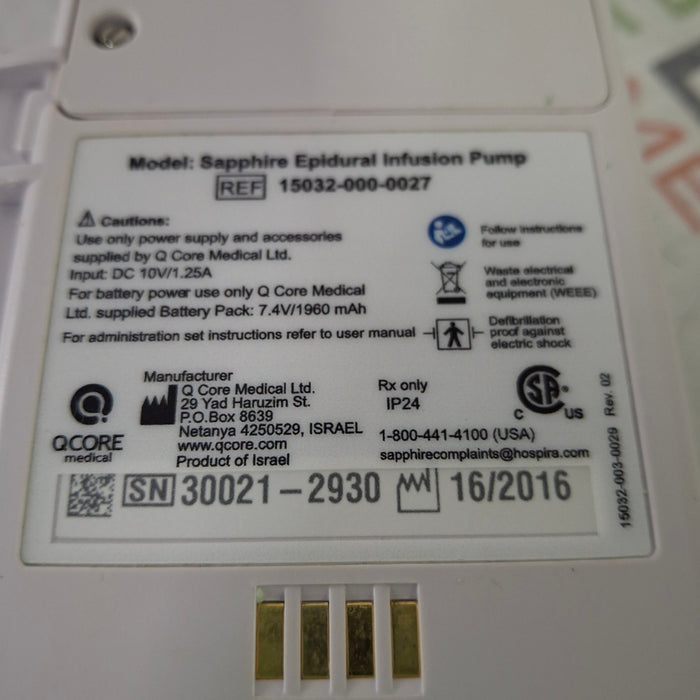 Model: Sapphire Epidural Infusion Pump
REF 15032-000-0027
Cautions:
Use only power supply and accessories
supplied by Q Core Medical Ltd.
Input: DC 10V/1.25A
For battery power use only Q Core Medical
Ltd. supplied Battery Pack: 7.4V/1960 mAh
For administration set instructions refer to user manual
Follow instructions
for use
Waste electrical
and electronic
equipment (WEEE)
Defibrillation
proof against
electric shock
QCORE
medical
Manufacturer
Q Core Medical Ltd.
29 Yad Haruzim St.
P.O.Box 8639
Netanya 4250529, ISRAEL
www.qcore.com
Product of Israel
Rx only
IP24
C SA US
1-800-441-4100 (USA)
sapphirecomplaints@hospira.com
SN 30021-2930 16/2016
15032-003-0029 Rev. 02